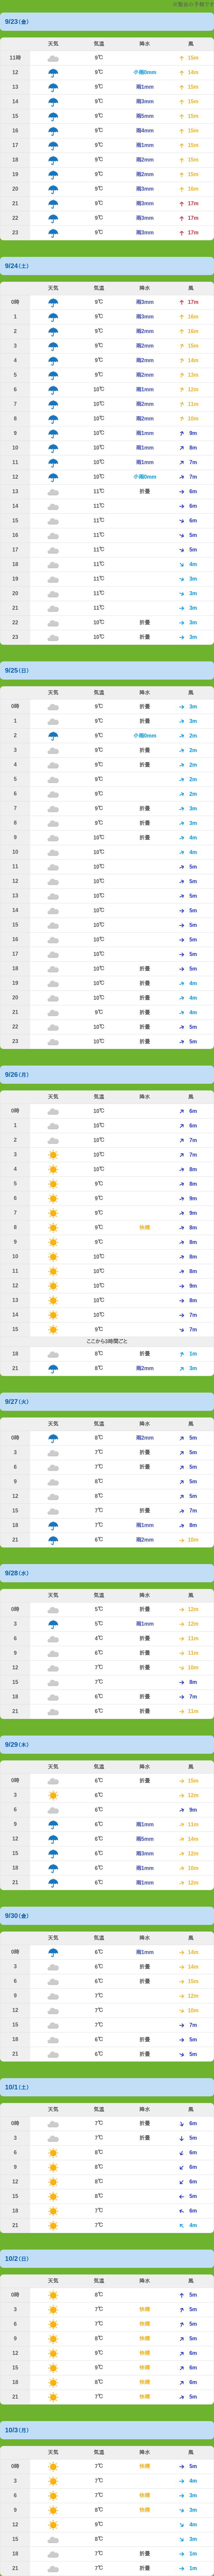 9/23（金）
天気 気温 降水 風
11時 9℃ 15m
12 9℃ 小雨0mm 14m
13 9℃ 雨1mm 15m
14 9℃ 雨3mm 15m
15 9℃ 雨5mm 15m
16 9℃ 雨4mm 15m
17 9℃ 雨1mm 15m
18 9℃ 雨2mm 15m
19 9℃ 雨2mm 15m
20 9℃ 雨3mm 16m
21 9℃ 雨3mm 17m
22 9℃ 雨3mm 17m
23 9℃ 雨3mm 17m
9/24（土）
天気 気温 降水 風
0時 9℃ 雨3mm 17m
1 9℃ 雨3mm 16m
2 9℃ 雨2mm 16m
3 9℃ 雨2mm 15m
4 9℃ 雨2mm 14m
5 9℃ 雨2mm 13m
6 10℃ 雨1mm 12m
7 10℃ 雨2mm 11m
8 10℃ 雨2mm 10m
9 10℃ 雨1mm 9m
10 10℃ 雨1mm 8m
11 10℃ 雨1mm 7m
12 10℃ 小雨0mm 7m
13 11℃ 折畳 6m
14 11℃ 6m
15 11℃ 6m
16 11℃ 5m
17 11℃ 5m
18 11℃ 4m
19 11℃ 3m
20 11℃ 3m
21 11℃ 3m
22 10℃ 折畳 3m
23 10℃ 折畳 3m
9/25（日）
天気 気温 降水 風
0時 9℃ 折畳 3m
1 9℃ 折畳 3m
2 9℃ 小雨0mm 2m
3 9℃ 折畳 2m
4 9℃ 折畳 2m
5 9℃ 2m
6 9℃ 2m
7 9℃ 折畳 3m
8 9℃ 折畳 3m
9 10℃ 折畳 4m
10 10℃ 4m
11 10℃ 5m
12 10℃ 5m
13 10℃ 5m
14 10℃ 5m
15 10℃ 5m
16 10℃ 5m
17 10℃ 5m
18 10℃ 折畳 5m
19 10℃ 折畳 4m
20 10℃ 折畳 4m
21 9℃ 折畳 4m
22 10℃ 折畳 5m
23 10℃ 折畳 5m
9/26（月）
天気 気温 降水 風
0時 10℃ 6m
1 10℃ 6m
2 10℃ 7m
3 10℃ 7m
4 10℃ 8m
5 9℃ 8m
6 9℃ 9m
7 9℃ 9m
8 9℃ 快晴 8m
9 10℃ 8m
10 10℃ 8m
11 10℃ 8m
12 10℃ 9m
13 10℃ 8m
14 10℃ 7m
15 9℃ 7m
ここから3時間ごと
18 8℃ 折畳 1m
21 8℃ 雨2mm 3m
9/27（火）
天気 気温 降水 風
0時 8℃ 雨2mm 5m
3 7℃ 折畳 5m
6 7℃ 折畳 5m
9 8℃ 5m
12 8℃ 5m
15 7℃ 折畳 7m
18 7℃ 雨1mm 8m
21 6℃ 雨2mm 10m
9/28（水）
天気 気温 降水 風
0時 5℃ 折畳 12m
3 5℃ 雨1mm 12m
6 4℃ 折畳 11m
9 6℃ 折畳 11m
12 7℃ 折畳 10m
15 7℃ 8m
18 6℃ 折畳 7m
21 6℃ 折畳 11m
9/29（木）
天気 気温 降水 風
0時 6℃ 折畳 15m
3 6℃ 12m
6 6℃ 9m
9 6℃ 雨1mm 11m
12 6℃ 雨5mm 14m
15 6℃ 雨3mm 12m
18 6℃ 雨1mm 10m
21 6℃ 雨1mm 12m
9/30（金）
天気 気温 降水 風
0時 6℃ 雨1mm 14m
3 6℃ 折畳 14m
6 6℃ 折畳 15m
9 7℃ 12m
12 7℃ 10m
15 7℃ 7m
18 6℃ 折畳 5m
21 6℃ 折畳 5m
10/1（土）
天気 気温 降水 風
0時 7℃ 折畳 6m
3 7℃ 折畳 5m
6 8℃ 6m
9 8℃ 6m
12 8℃ 6m
15 8℃ 5m
18 7℃ 6m
21 7℃ 4m
10/2（日）
天気 気温 降水 風
0時 8℃ 5m
3 7℃ 快晴 5m
6 7℃ 快晴 5m
9 8℃ 快晴 5m
12 9℃ 快晴 6m
15 9℃ 快晴 6m
18 8℃ 快晴 6m
21 8℃ 快晴 5m
10/3（月）
天気 気温 降水 風
0時 7℃ 快晴 5m
3 7℃ 4m
6 7℃ 快晴 3m
9 8℃ 快晴 3m
12 9℃ 4m
15 8℃ 3m
18 7℃ 折畳 1m
21 7℃ 折畳 1m